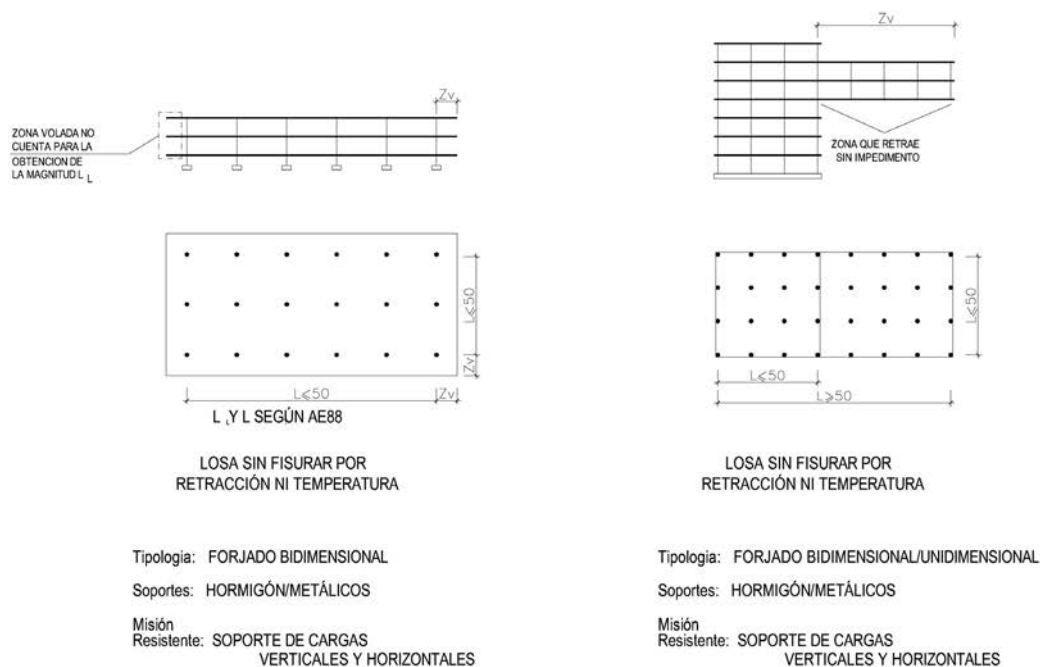 Zv
ZONA VOLADA NO
CUENTA PARA LA
OBTENCION DE
LA MAGNITUD L L
L⩽50
Zv
L⩽50
Zv
L L Y L SEGÚN AE88
LOSA SIN FISURAR POR
RETRACCIÓN NI TEMPERATURA
Tipologia: FORJADO BIDIMENSIONAL
Soportes: HORMIGÓN/METÁLICOS
Misión
Resistente: SOPORTE DE CARGAS
VERTICALES Y HORIZONTALES
Zv
ZONA QUE RETRAE
SIN IMPEDIMENTO
L⩽50
L⩽50
L⩾50
LOSA SIN FISURAR POR
RETRACCIÓN NI TEMPERATURA
Tipologia: FORJADO BIDIMENSIONAL/UNIDIMENSIONAL
Soportes: HORMIGÓN/METÁLICOS
Misión
Resistente: SOPORTE DE CARGAS
VERTICALES Y HORIZONTALES